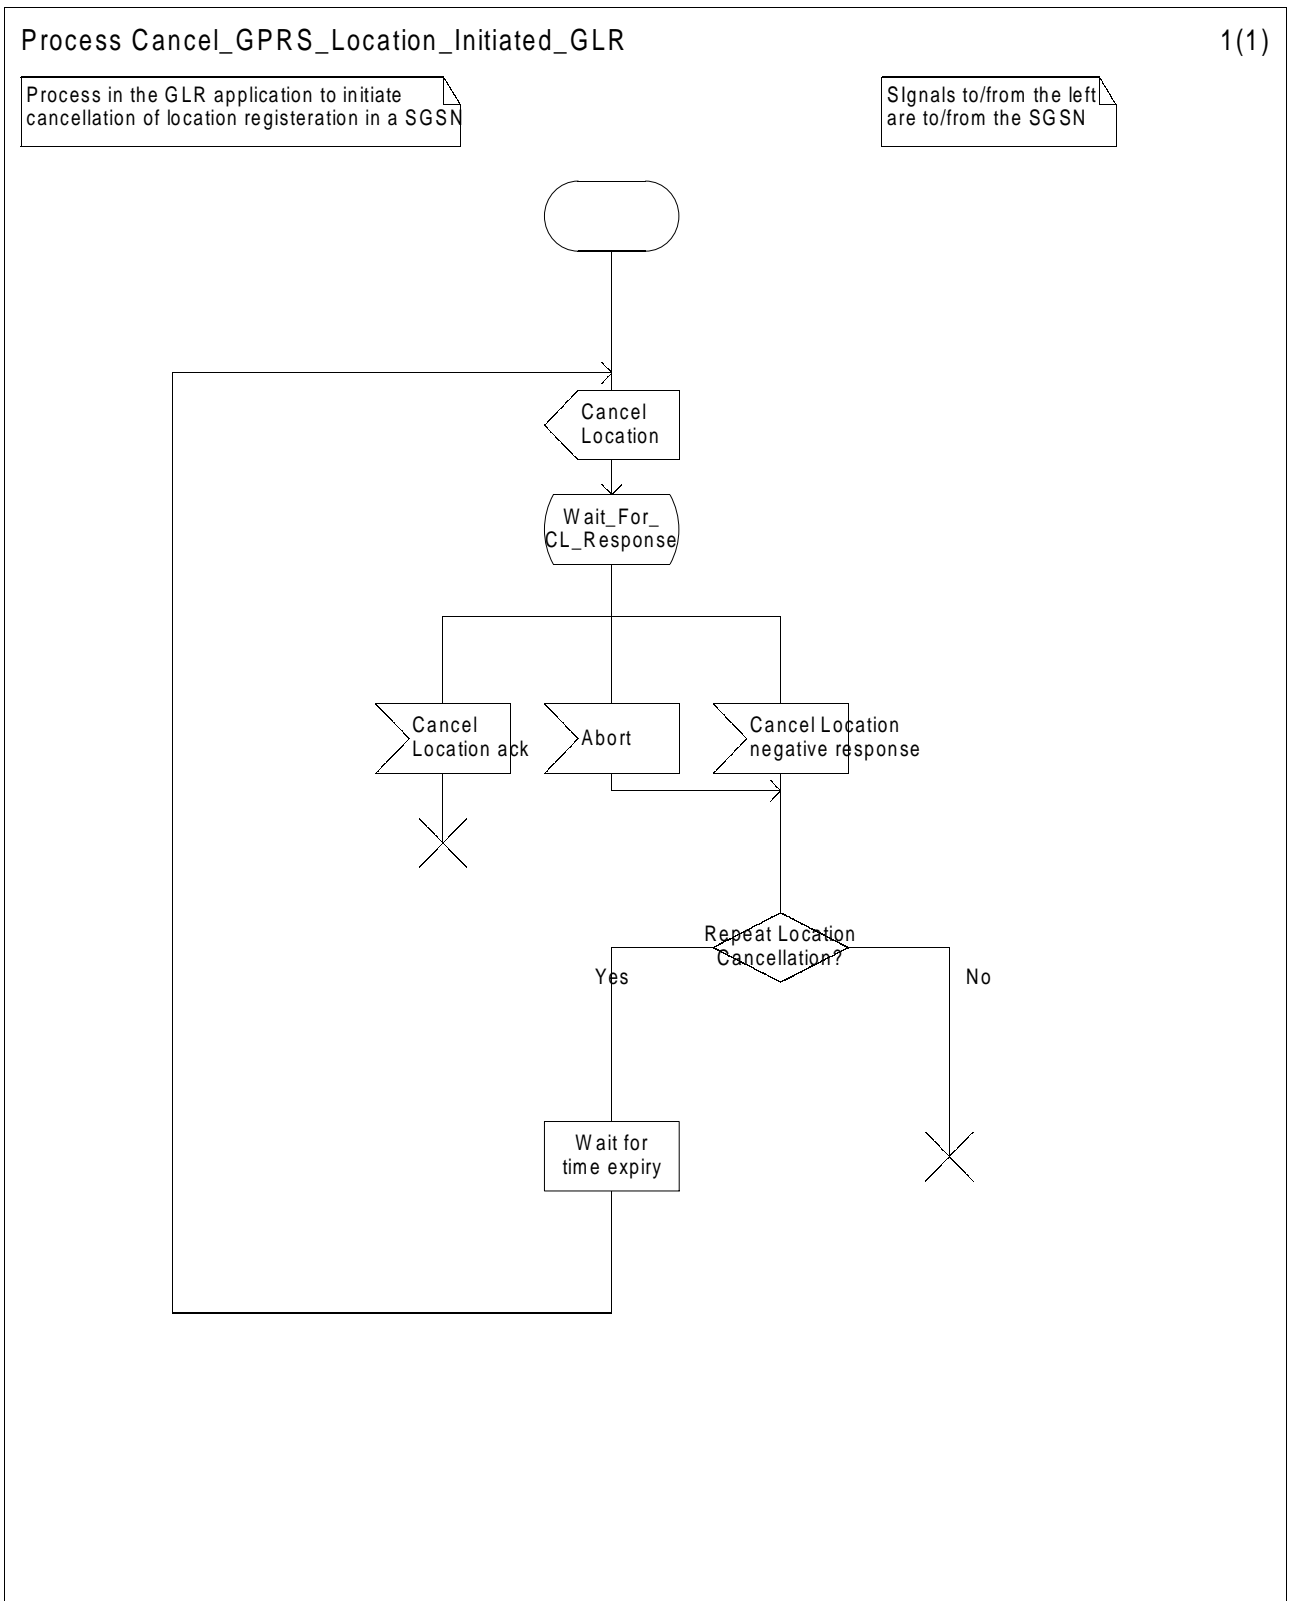 Process Cancel_GPRS_Location_Initiated_GLR
1(1)
Process in the GLR application to initiate
cancellation of location registeration in a SGSN
SIgnals to/from the left
are to/from the SGSN
Cancel
Location
Wait_For_
CL_Response
Cancel
Location ack
Abort
Cancel Location
negative response
Repeat Location
Cancellation?
Yes
No
Wait for
time expiry